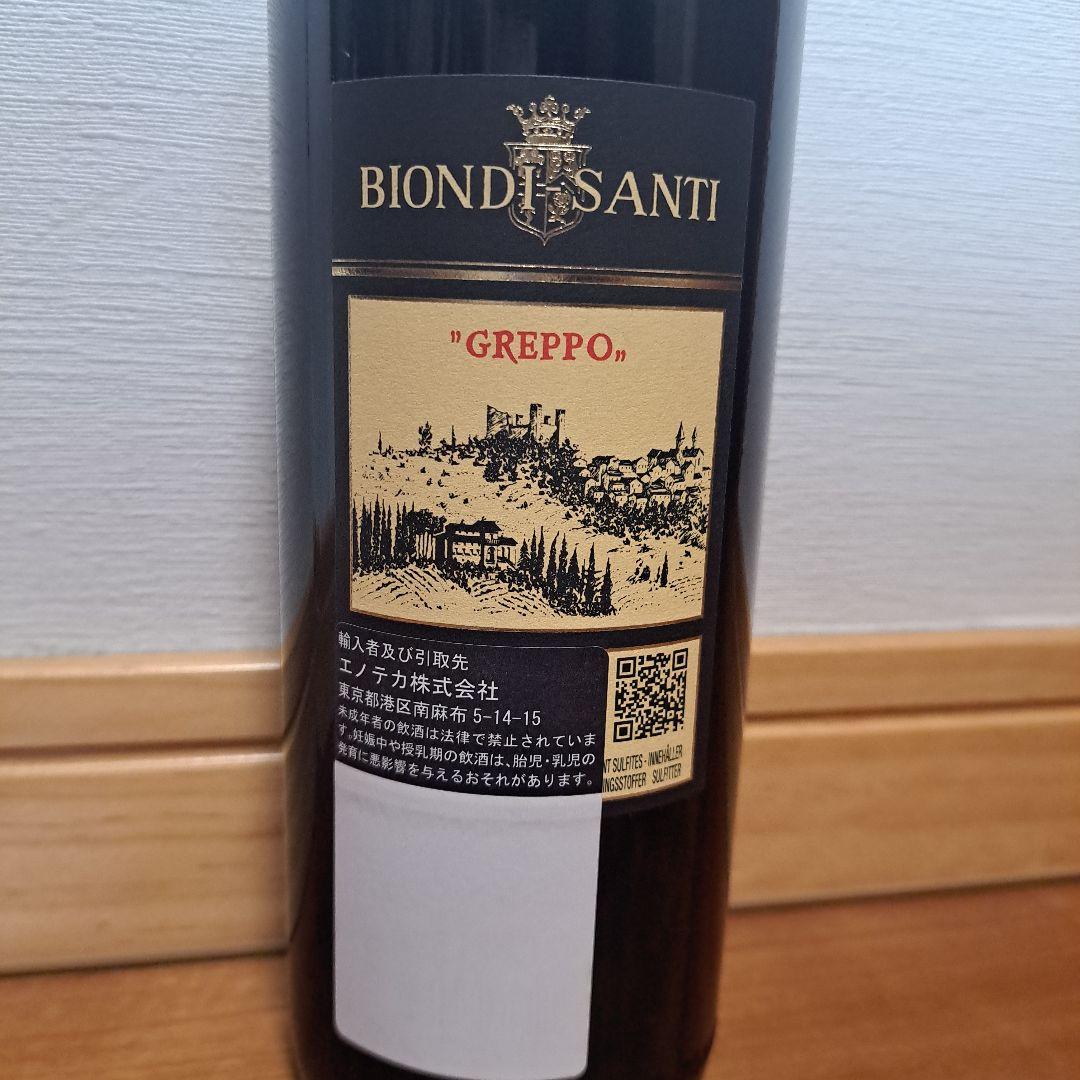 BIONDI-SANTI
"GREPPO„
輸入者及び引取先
エノテカ株式会社
東京都港区南麻布 5-14-15
未成年者の飲酒は法律で禁止されていま
す。妊娠中や授乳期の飲酒は、胎児・乳児の
発育に悪影響を与えるおそれがあります。
NT SULFITES - INNEHÅLLER
INGSSTOFFER SULFITTER